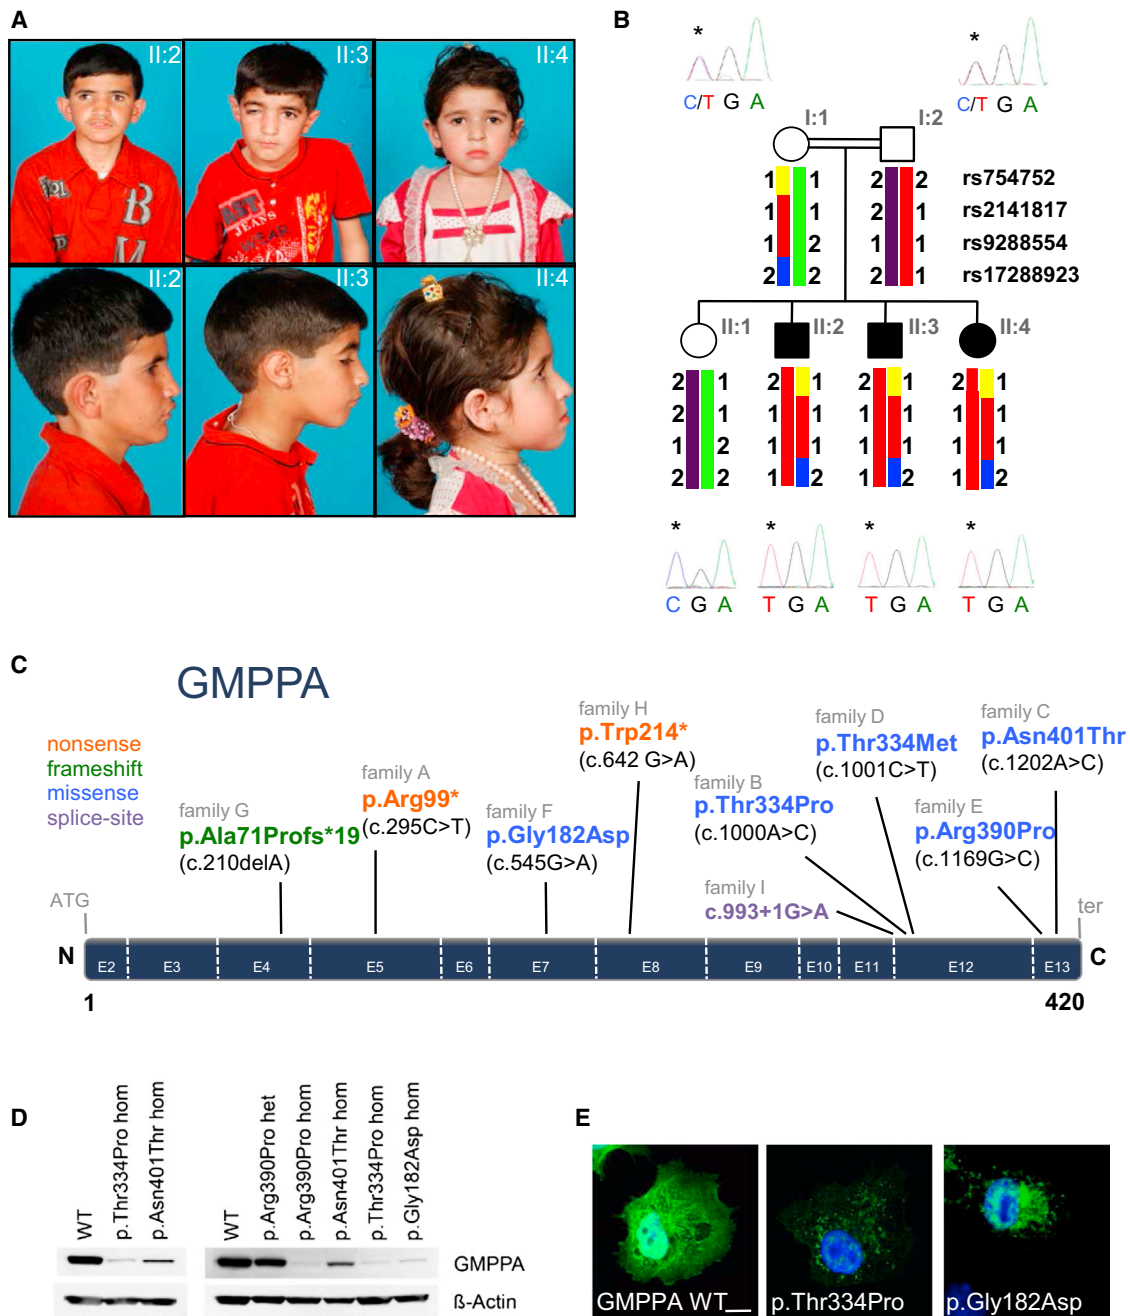 A
II:2
II:3
II:4
B
JEANS
WEAR
II:2
II:3
II:4
B
*
*
C/T G A
C/T G A
I:1
I:2
1 1 2 2 rs754752
1 1 2 1 rs2141817
1 2 1 1 rs9288554
2 2 2 1 rs17288923
II:1
II:2
II:3
II:4
2 1 2 1 2 1 2 1
2 1 1 1 1 1 1 1
1 2 1 1 1 1 1 1
2 2 1 2 1 2 1 2
* * * *
C G A T G A T G A T G A
C
GMPPA
nonsense
frameshift
missense
splice-site
family G
p.Ala71Profs*19
(c.210delA)
family A
p.Arg99*
(c.295C>T)
family F
p.Gly182Asp
(c.545G>A)
family H
p.Trp214*
(c.642 G>A)
family B
p.Thr334Pro
(c.1000A>C)
family I
c.993+1G>A
family D
p.Thr334Met
(c.1001C>T)
family E
p.Arg390Pro
(c.1169G>C)
family C
p.Asn401Thr
(c.1202A>C)
ATG
ter
N E2 E3 E4 E5 E6 E7 E8 E9 E10 E11 E12 E13 C
1 420
D
WT
p.Thr334Pro hom
p.Asn401Thr hom
WT
p.Arg390Pro het
p.Arg390Pro hom
p.Asn401Thr hom
p.Thr334Pro hom
p.Gly182Asp hom
GMPPA
ß-Actin
E
GMPPA WT
p.Thr334Pro
p.Gly182Asp